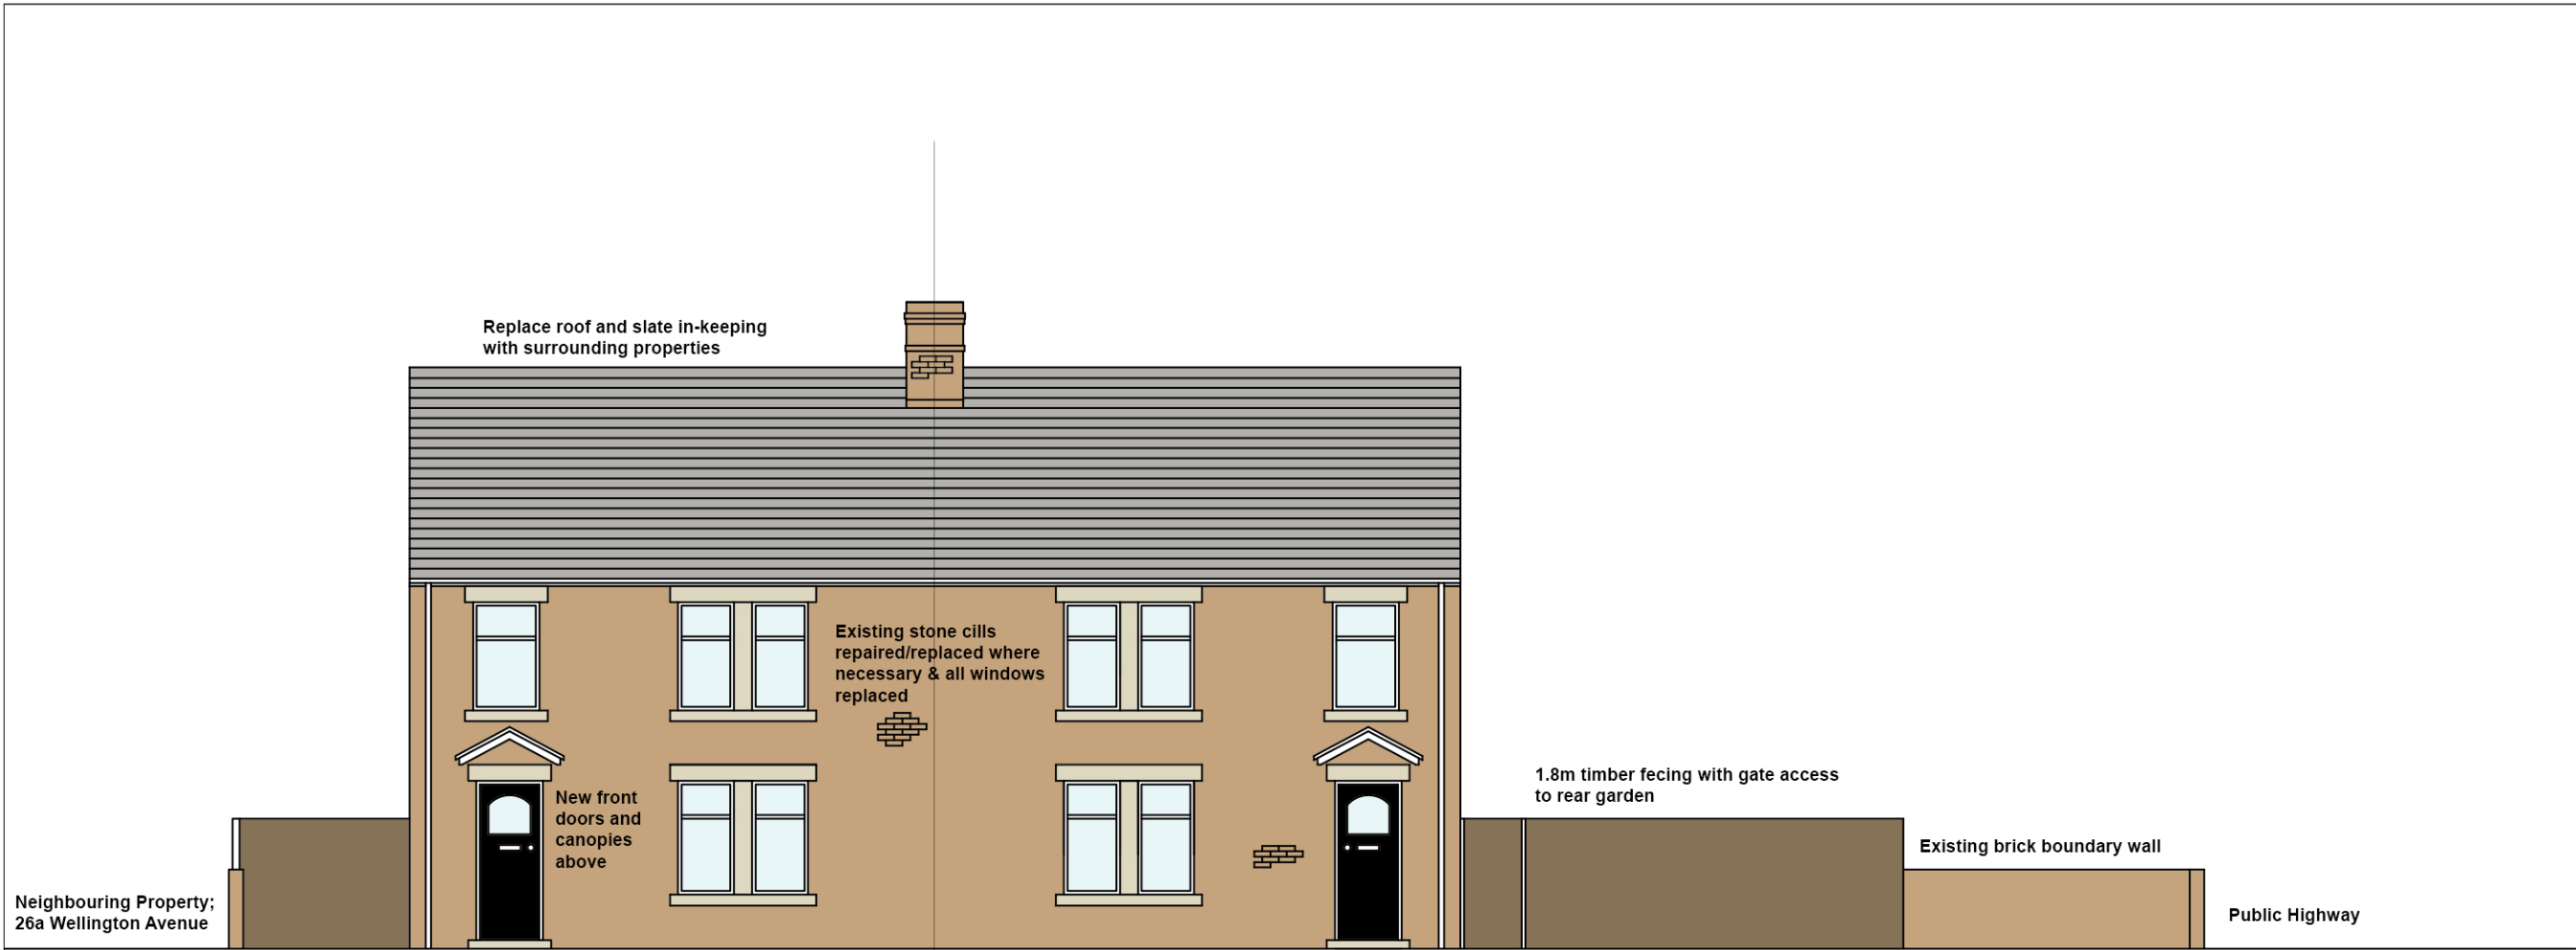 Replace roof and slate in-keeping
with surrounding properties
Existing stone cills
repaired/replaced where
necessary & all windows
replaced
New front
doors and
canopies
above
1.8m timber fecing with gate access
to rear garden
Existing brick boundary wall
Neighbouring Property;
26a Wellington Avenue
Public Highway